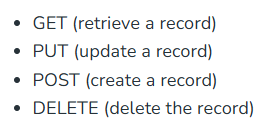 • GET (retrieve a record)
• PUT (update a record)
• POST (create a record)
• DELETE (delete the record)